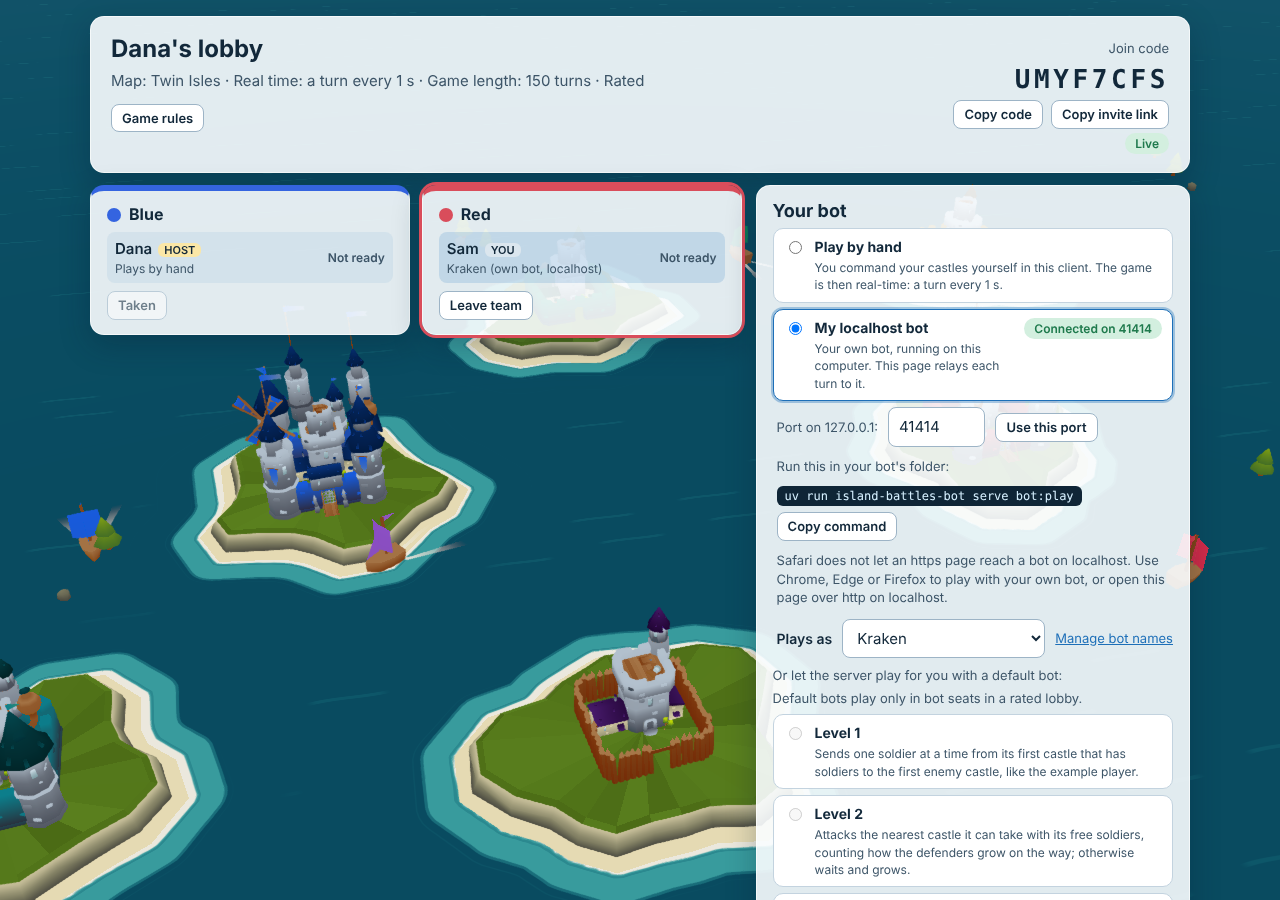 Dana's lobby
Map: Twin Isles · Real time: a turn every 1 s · Game length: 150 turns · Rated
Game rules
Join code
UMYF7CFS
Copy code
Copy invite link
Live
Blue
Dana HOST
Plays by hand
Not ready
Taken
Red
Sam YOU
Kraken (own bot, localhost)
Not ready
Leave team
Your bot
Play by hand
You command your castles yourself in this client. The game
is then real-time: a turn every 1 s.
My localhost bot
Connected on 41414
Your own bot, running on this
computer. This page relays each
turn to it.
Port on 127.0.0.1:
41414
Use this port
Run this in your bot's folder:
uv run island-battles-bot serve bot:play
Copy command
Safari does not let an https page reach a bot on localhost. Use
Chrome, Edge or Firefox to play with your own bot, or open this
page over http on localhost.
Plays as
Kraken
Manage bot names
Or let the server play for you with a default bot:
Default bots play only in bot seats in a rated lobby.
Level 1
Sends one soldier at a time from its first castle that has
soldiers to the first enemy castle, like the example player.
Level 2
Attacks the nearest castle it can take with its free soldiers,
counting how the defenders grow on the way; otherwise
waits and grows.